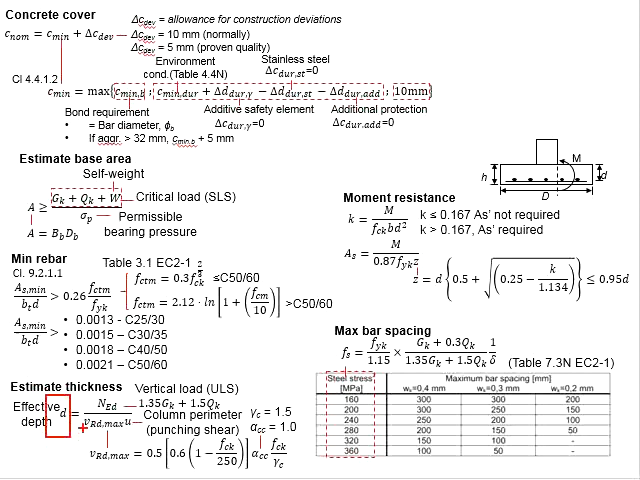 Concrete cover
c_nom = c_min + Δc_dev
Δc_dev = allowance for construction deviations
Δc_dev = 10 mm (normally)
Δc_dev = 5 mm (proven quality)
Environment
cond.(Table 4.4N)
Stainless steel
Δc_dur,st=0
Cl 4.4.1.2
c_min = max{c_min,b ; c_min,dur + Δd_dur,γ − Δd_dur,st − Δd_dur,add ; 10mm}
Bond requirement
• = Bar diameter, ϕ_b
• If aggr. > 32 mm, c_min,b + 5 mm
Additive safety element
Δc_dur,γ=0
Additional protection
Δc_dur.add=0
Estimate base area
Self-weight
A ≥ (G_k + Q_k + W) / σ_p
Critical load (SLS)
Permissible
bearing pressure
A = B_b D_b
M
h
d
D
Moment resistance
k = M / (f_ck bd²)
k ≤ 0.167 As’ not required
k > 0.167, As’ required
A_s = M / (0.87f_yk z)
z = d {0.5 + √(0.25 − k/1.134)} ≤ 0.95d
Min rebar
Cl. 9.2.1.1
Table 3.1 EC2-1
A_s,min / (b_t d) > 0.26 f_ctm / f_yk
f_ctm = 0.3f_ck^(2/3) ≤C50/60
f_ctm = 2.12 · ln [1 + (f_cm/10)] >C50/60
A_s,min / (b_t d) >
• 0.0013 - C25/30
• 0.0015 – C30/35
• 0.0018 – C40/50
• 0.0021 – C50/60
Max bar spacing
f_s = f_yk/1.15 × (G_k + 0.3Q_k)/(1.35G_k + 1.5Q_k) 1/δ
(Table 7.3N EC2-1)
Steel stress Maximum bar spacing [mm]
[MPa] w_k=0,4 mm w_k=0,3 mm w_k=0,2 mm
160 300 300 200
200 300 250 150
240 250 200 100
280 200 150 50
320 150 100 -
360 100 50 -
Estimate thickness
Vertical load (ULS)
Effective
depth
d = N_Ed / (v_Rd,max u)
1.35G_k + 1.5Q_k
Column perimeter
(punching shear)
γ_c = 1.5
α_cc = 1.0
+
v_Rd,max = 0.5 [0.6 (1 − f_ck/250)] α_cc f_ck/γ_c